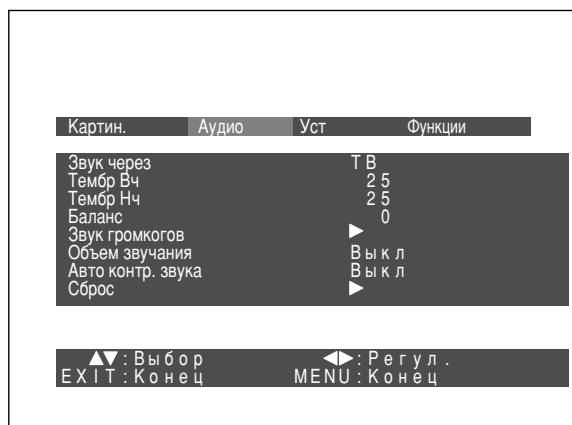 Картин. Аудио Уст Функции
Звук через ТВ
Тембр Вч 25
Тембр Нч 25
Баланс 0
Звук громкогов ▶
Объем звучания Выкл
Авто контр. звука Выкл
Сброс ▶
▲▼:Выбор ◀▶:Регул.
EXIT:Конец MENU:Конец